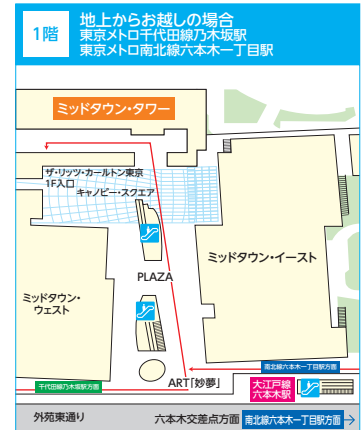 1階
地上からお越しの場合
東京メトロ千代田線乃木坂駅
東京メトロ南北線六本木一丁目駅
ミッドタウン・タワー
ザ・リッツ・カールトン東京
1F入口
キャノピー・スクエア
ミッドタウン・イースト
PLAZA
ミッドタウン・
ウェスト
南北線六本木一丁目駅方面
千代田線乃木坂駅方面
ART「妙夢」
大江戸線
六本木駅
外苑東通り
六本木交差点方面
南北線六本木一丁目駅方面